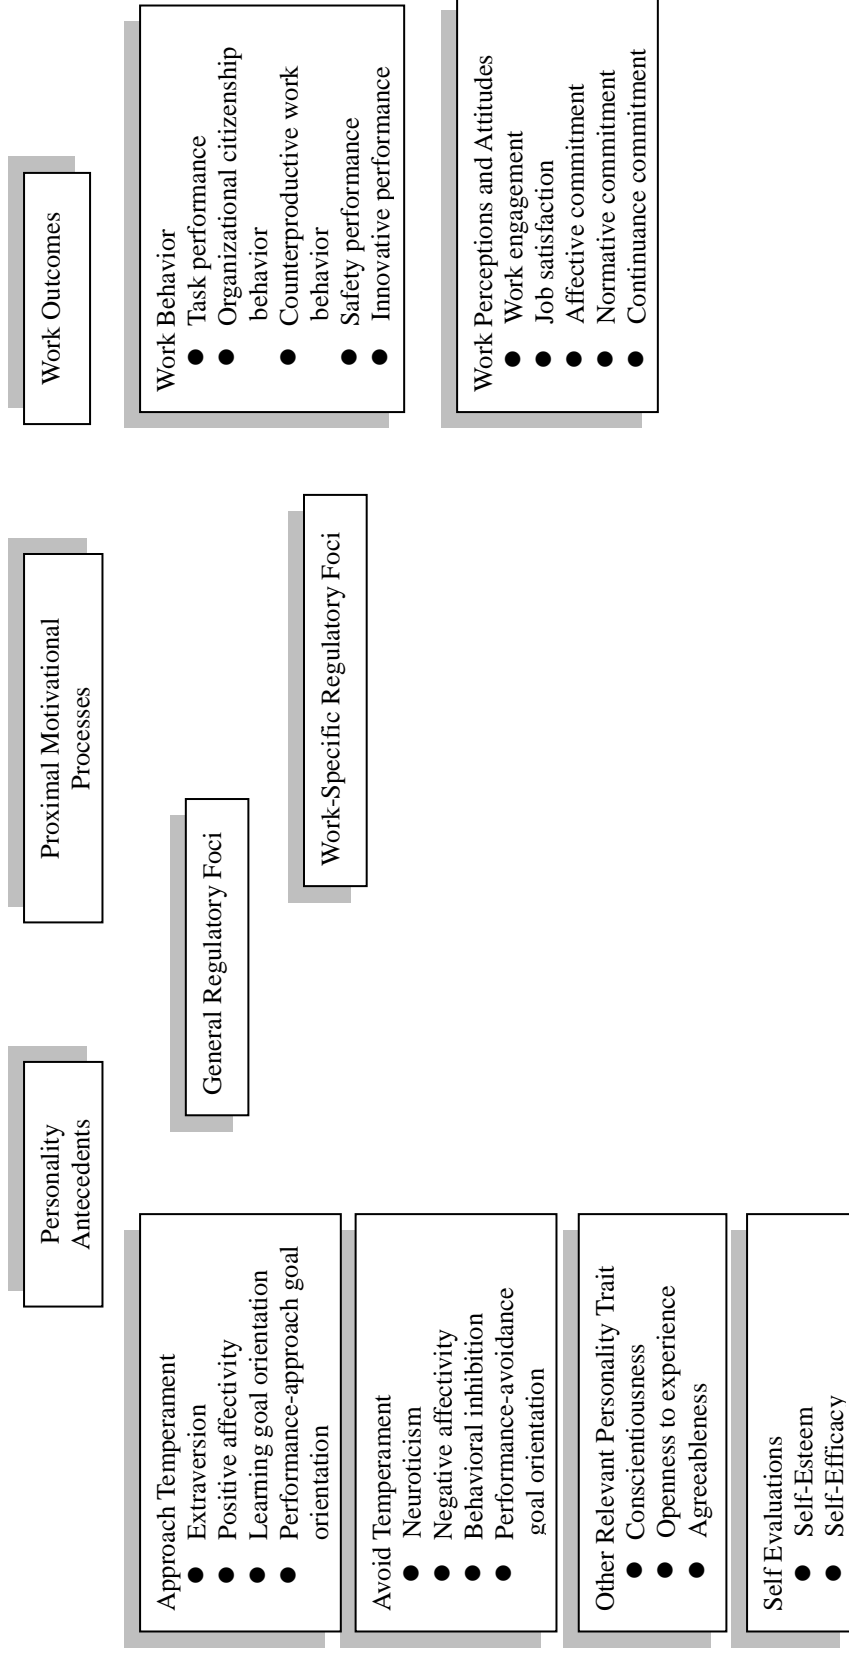 Personality
Antecedents
Proximal Motivational
Processes
Work Outcomes
Approach Temperament
● Extraversion
● Positive affectivity
● Learning goal orientation
● Performance-approach goal
orientation
Avoid Temperament
● Neuroticism
● Negative affectivity
● Behavioral inhibition
● Performance-avoidance
goal orientation
Other Relevant Personality Trait
● Conscientiousness
● Openness to experience
● Agreeableness
Self Evaluations
● Self-Esteem
● Self-Efficacy
General Regulatory Foci
Work-Specific Regulatory Foci
Work Behavior
● Task performance
● Organizational citizenship
behavior
● Counterproductive work
behavior
● Safety performance
● Innovative performance
Work Perceptions and Attitudes
● Work engagement
● Job satisfaction
● Affective commitment
● Normative commitment
● Continuance commitment